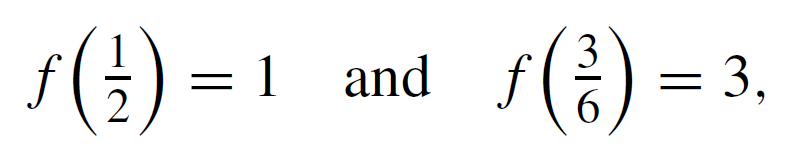 f(1/2) = 1 and f(3/6) = 3,